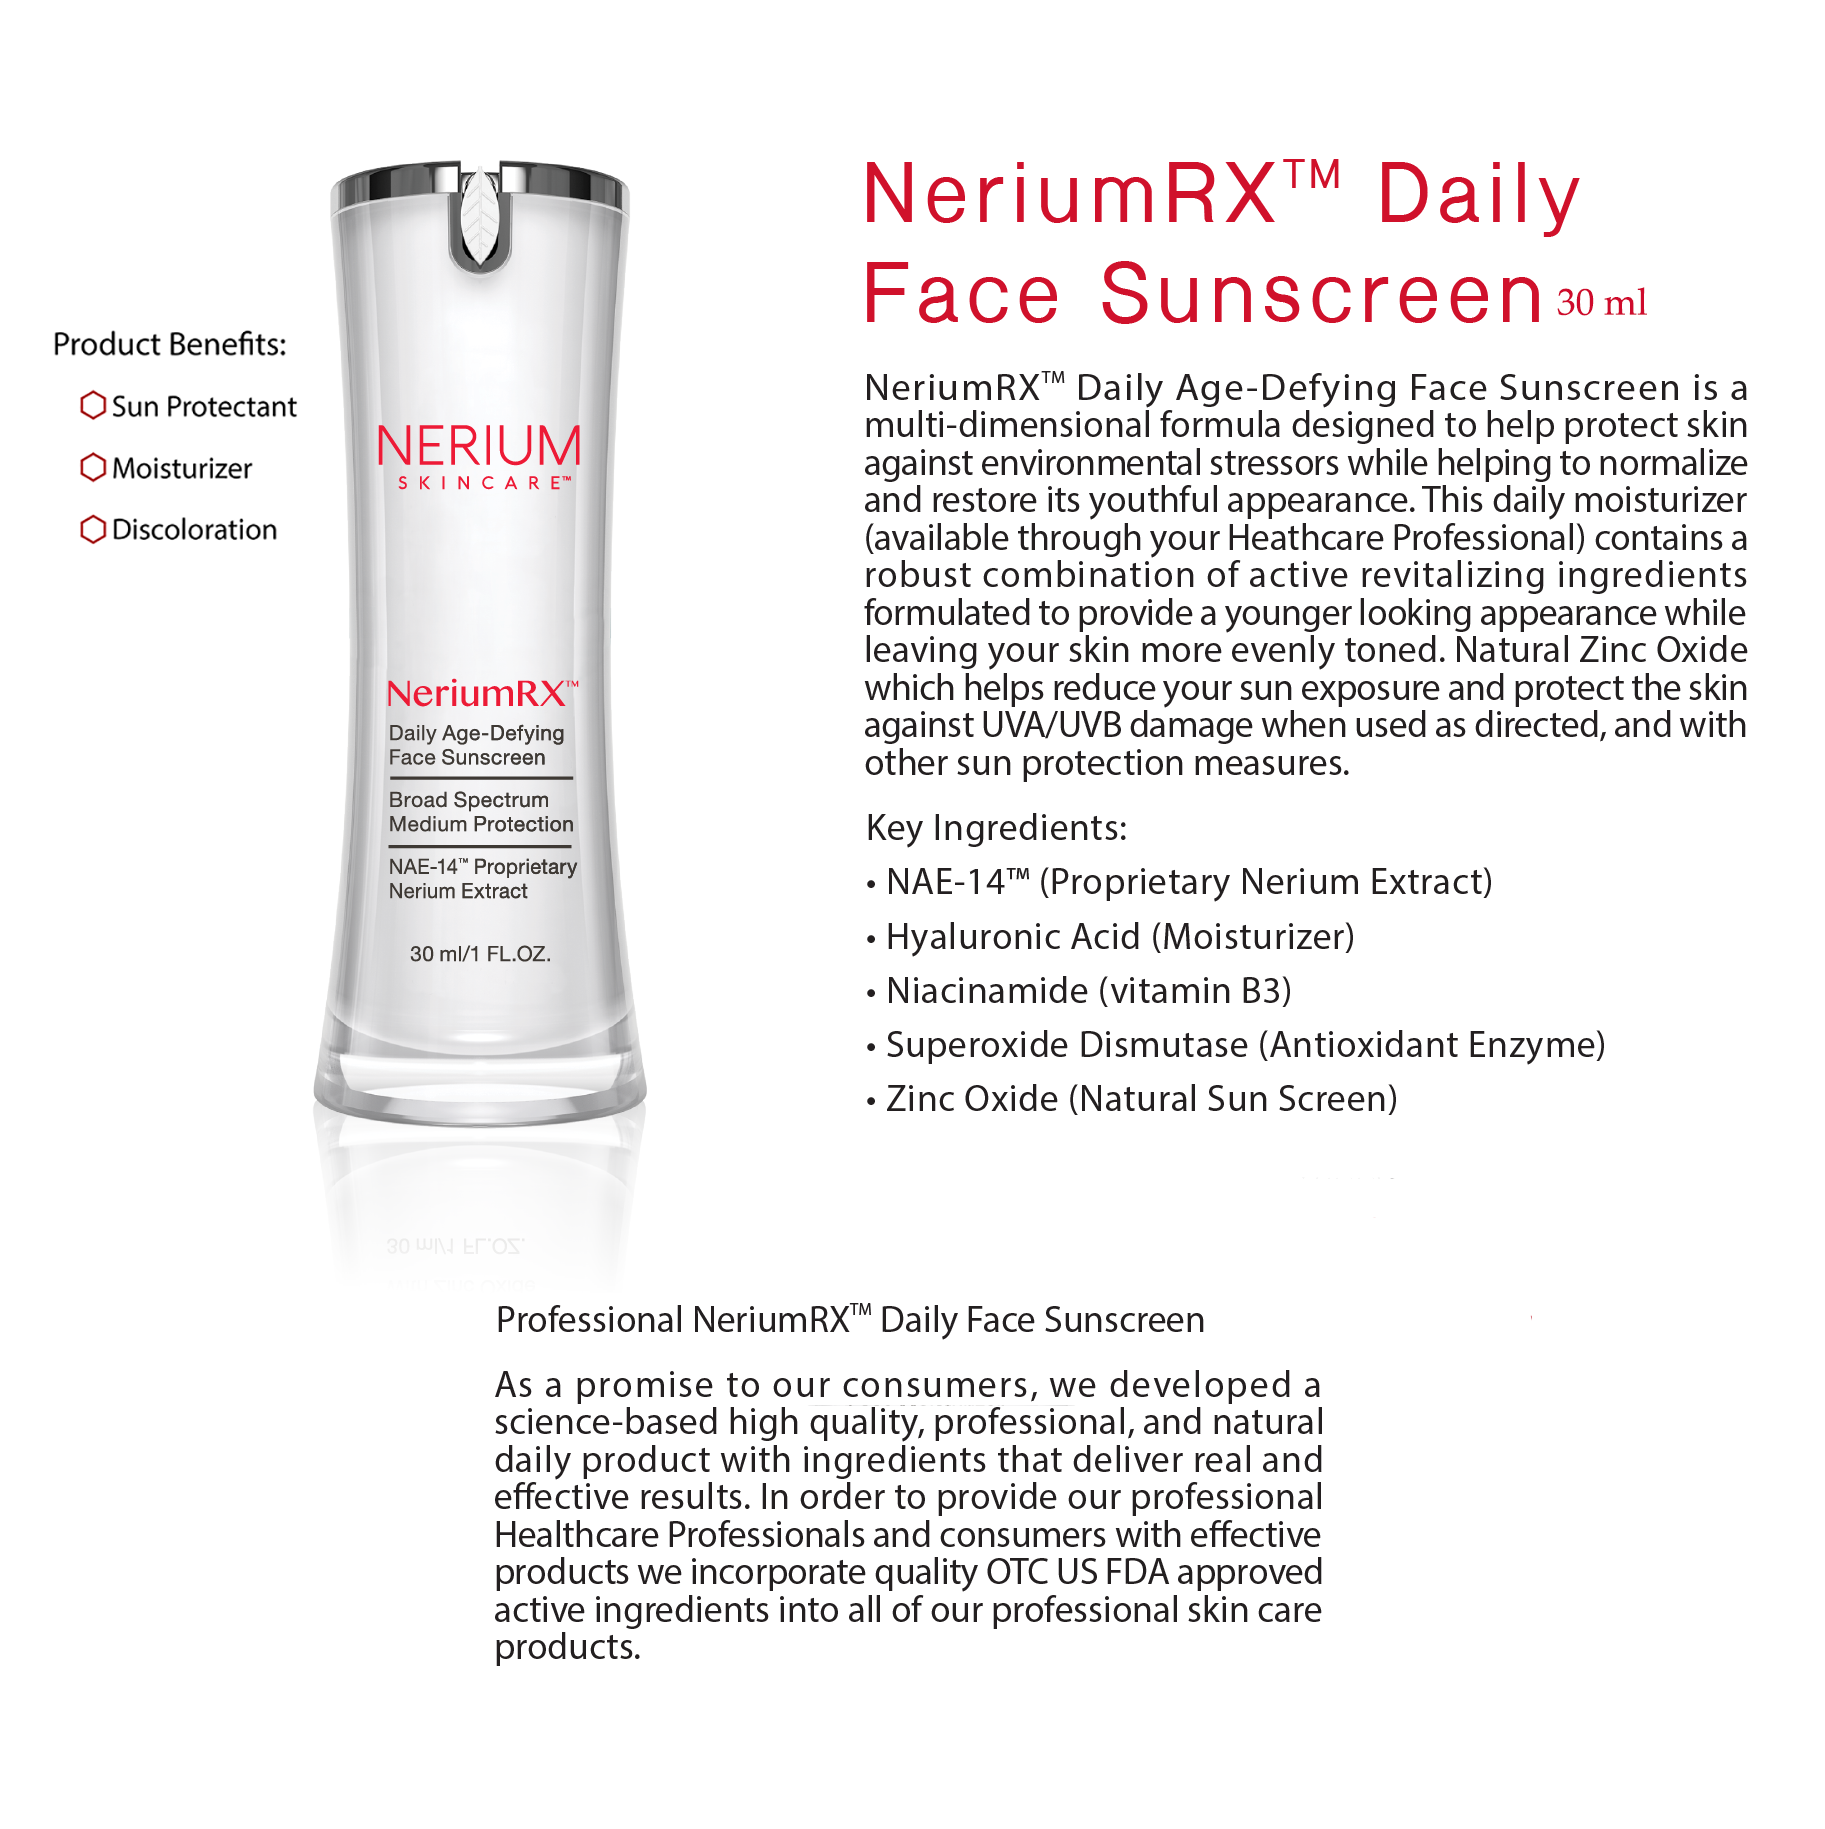 Product Benefits:
Sun Protectant
Moisturizer
Discoloration
NERIUM
SKINCARE™
NeriumRX™
Daily Age-Defying
Face Sunscreen
Broad Spectrum
Medium Protection
NAE-14™ Proprietary
Nerium Extract
30 ml/1 FL.OZ.
30 ml/1 FL.OZ.
NeriumRX™ Daily
Face Sunscreen 30 ml
NeriumRX™ Daily Age-Defying Face Sunscreen is a
multi-dimensional formula designed to help protect skin
against environmental stressors while helping to normalize
and restore its youthful appearance. This daily moisturizer
(available through your Heathcare Professional) contains a
robust combination of active revitalizing ingredients
formulated to provide a younger looking appearance while
leaving your skin more evenly toned. Natural Zinc Oxide
which helps reduce your sun exposure and protect the skin
against UVA/UVB damage when used as directed, and with
other sun protection measures.
Key Ingredients:
• NAE-14™ (Proprietary Nerium Extract)
• Hyaluronic Acid (Moisturizer)
• Niacinamide (vitamin B3)
• Superoxide Dismutase (Antioxidant Enzyme)
• Zinc Oxide (Natural Sun Screen)
Professional NeriumRX™ Daily Face Sunscreen
As a promise to our consumers, we developed a
science-based high quality, professional, and natural
daily product with ingredients that deliver real and
effective results. In order to provide our professional
Healthcare Professionals and consumers with effective
products we incorporate quality OTC US FDA approved
active ingredients into all of our professional skin care
products.